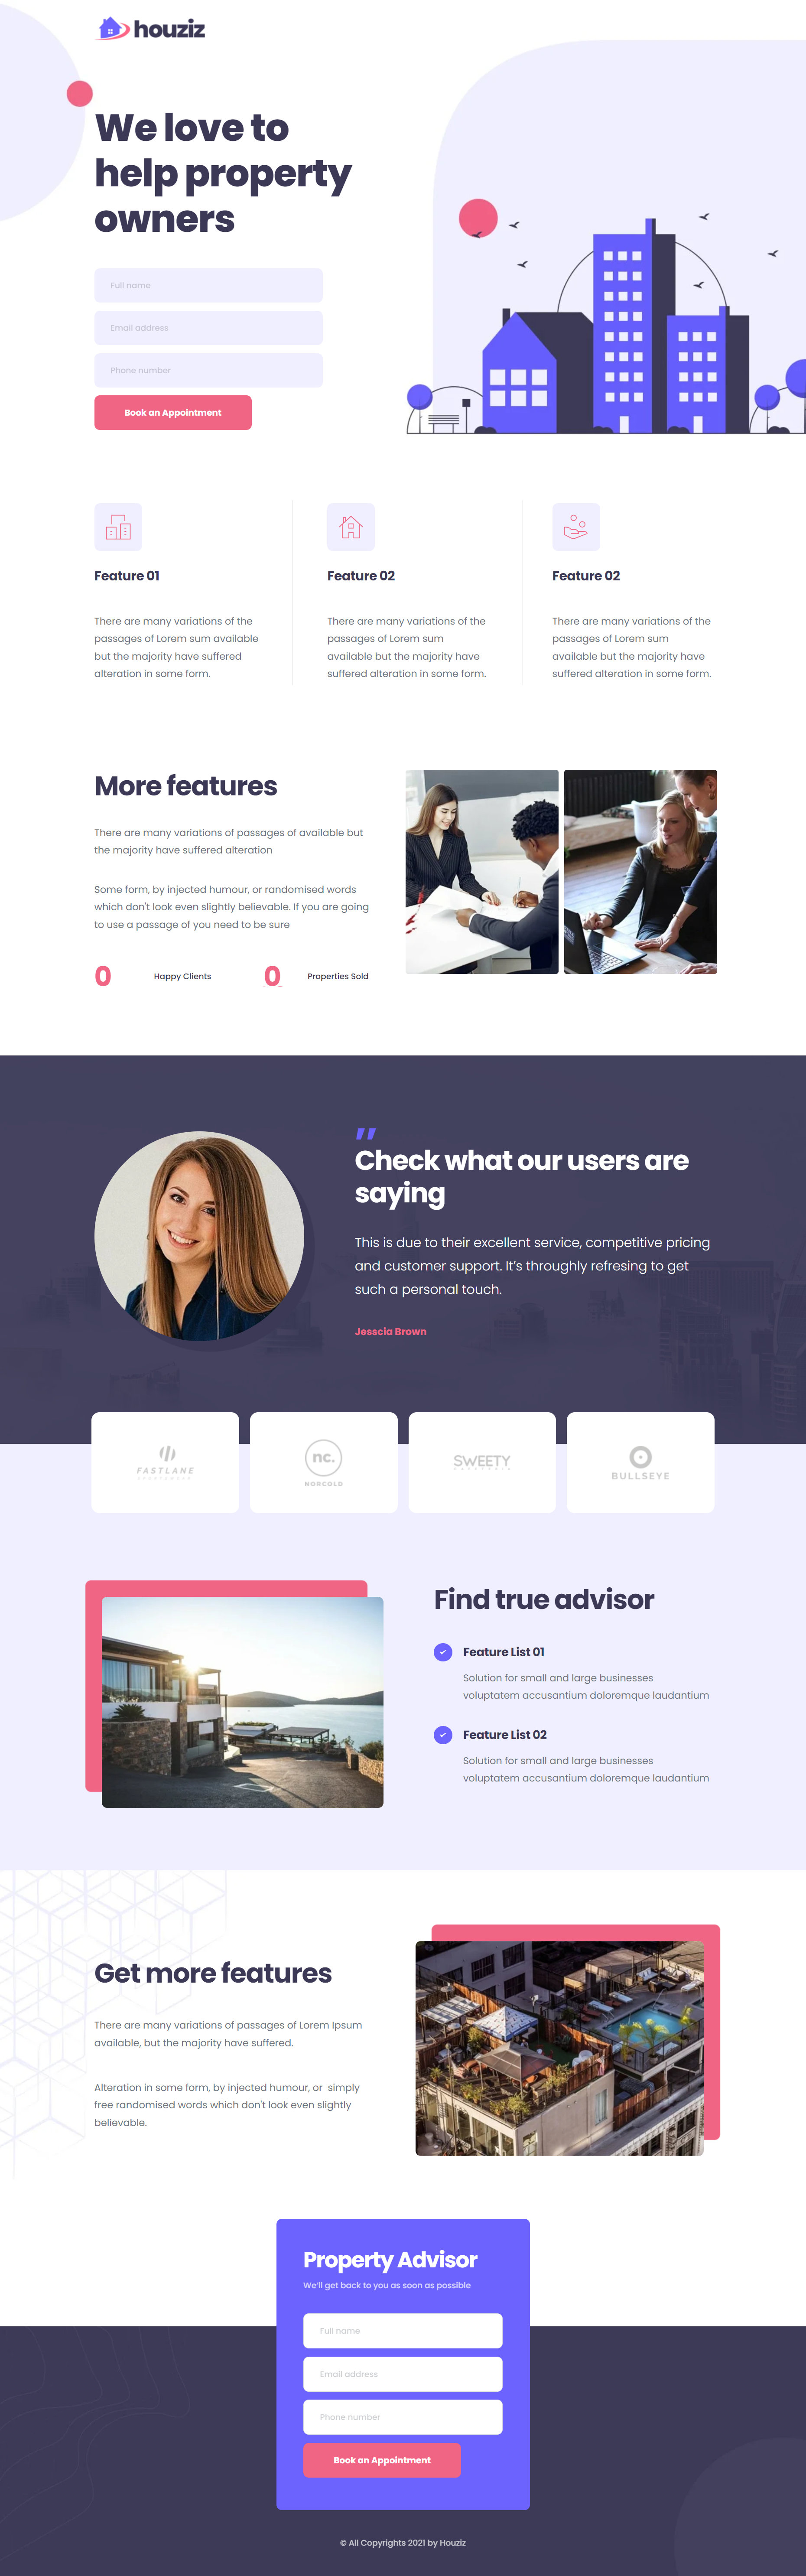 houziz
We love to
help property
owners
Full name
Email address
Phone number
Book an Appointment
Feature 01
There are many variations of the
passages of Lorem sum available
but the majority have suffered
alteration in some form.
Feature 02
There are many variations of the
passages of Lorem sum
available but the majority have
suffered alteration in some form.
Feature 02
There are many variations of the
passages of Lorem sum
available but the majority have
suffered alteration in some form.
More features
There are many variations of passages of available but
the majority have suffered alteration
Some form, by injected humour, or randomised words
which don't look even slightly believable. If you are going
to use a passage of you need to be sure
0 Happy Clients
0 Properties Sold
"
Check what our users are
saying
This is due to their excellent service, competitive pricing
and customer support. It's throughly refresing to get
such a personal touch.
Jesscia Brown
FASTLANE
nc.
NORCOLD
SWEETY
BULLSEYE
Find true advisor
Feature List 01
Solution for small and large businesses
voluptatem accusantium doloremque laudantium
Feature List 02
Solution for small and large businesses
voluptatem accusantium doloremque laudantium
Get more features
There are many variations of passages of Lorem Ipsum
available, but the majority have suffered.
Alteration in some form, by injected humour, or simply
free randomised words which don't look even slightly
believable.
Property Advisor
We'll get back to you as soon as possible
Full name
Email address
Phone number
Book an Appointment
© All Copyrights 2021 by Houziz